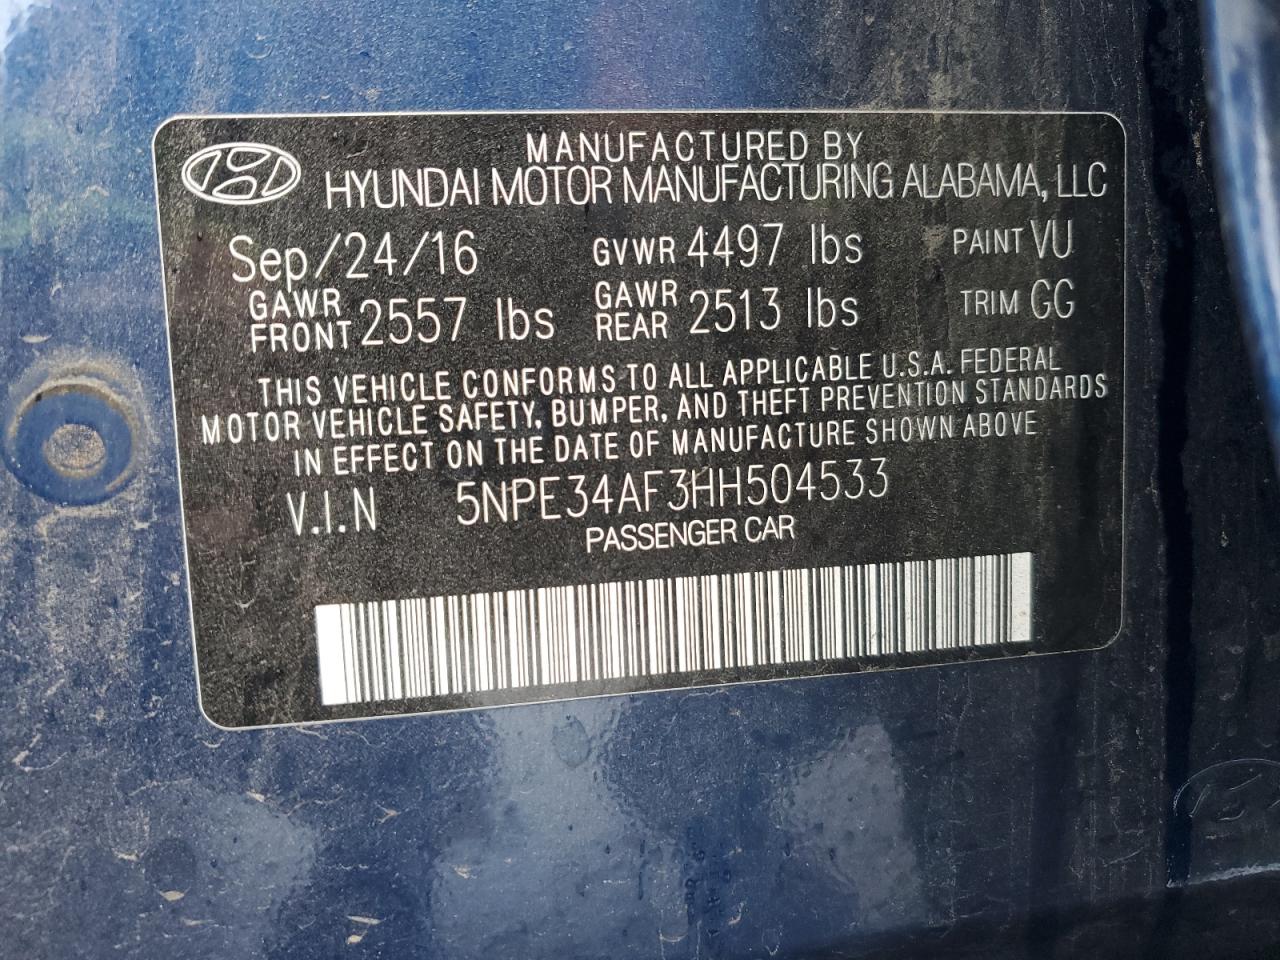 MANUFACTURED BY
HYUNDAI MOTOR MANUFACTURING ALABAMA, LLC
Sep/24/16 GVWR 4497 lbs PAINT VU
GAWR FRONT 2557 lbs GAWR REAR 2513 lbs TRIM GG
THIS VEHICLE CONFORMS TO ALL APPLICABLE U.S.A. FEDERAL
MOTOR VEHICLE SAFETY, BUMPER, AND THEFT PREVENTION STANDARDS
IN EFFECT ON THE DATE OF MANUFACTURE SHOWN ABOVE
V.I.N 5NPE34AF3HH504533
PASSENGER CAR